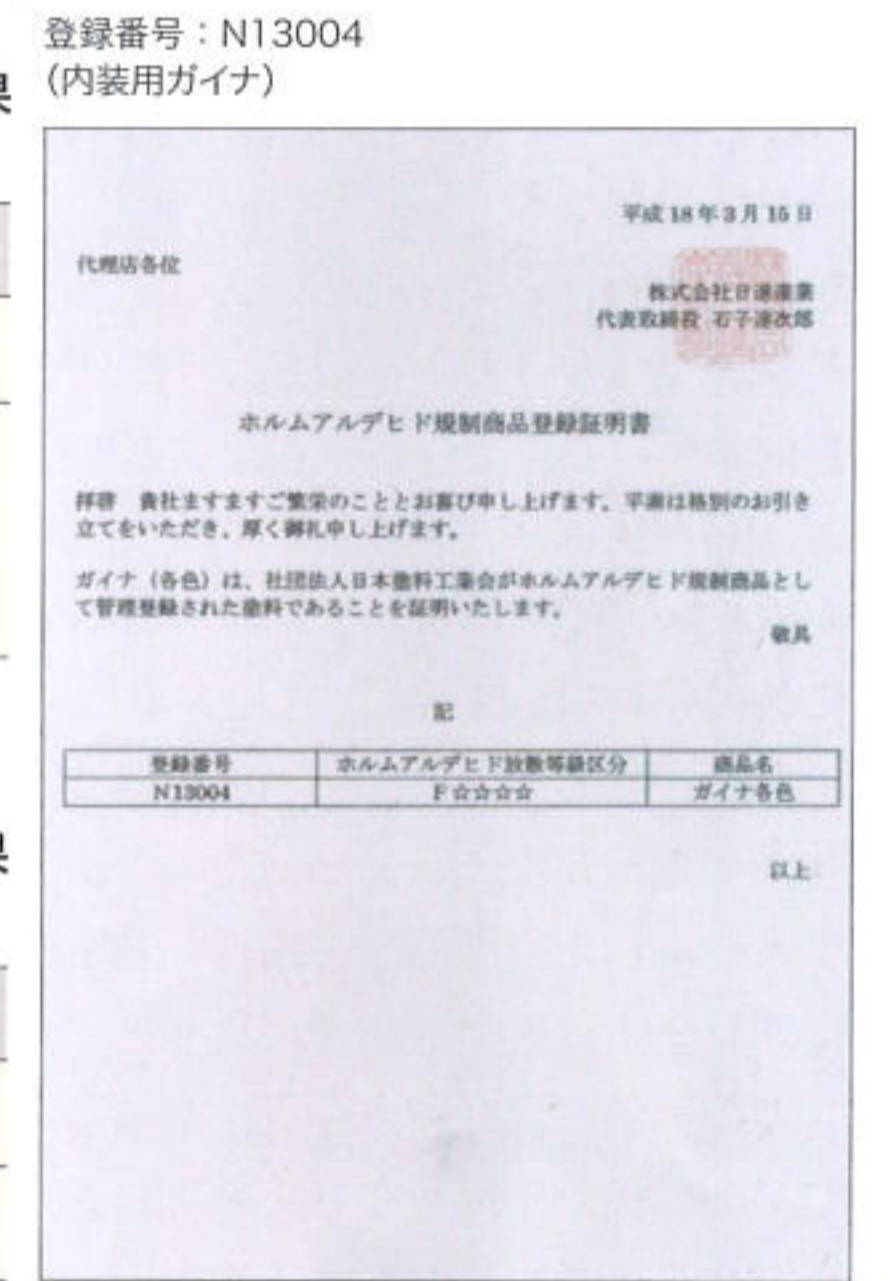 登録番号：N13004
（内装用ガイナ）
平成 18 年 3 月 15 日
代理店各位
株式会社日進産業
代表取締役 石子達次郎
ホルムアルデヒド規制商品登録証明書
拝啓　貴社ますますご繁栄のこととお喜び申し上げます。平素は格別のお引き
立てをいただき、厚く御礼申し上げます。
ガイナ（各色）は、社団法人日本塗料工業会がホルムアルデヒド規制商品とし
て管理登録された塗料であることを証明いたします。
敬具
記
登録番号 ホルムアルデヒド放散等級区分 商品名
N13004 F☆☆☆☆ ガイナ各色
以上